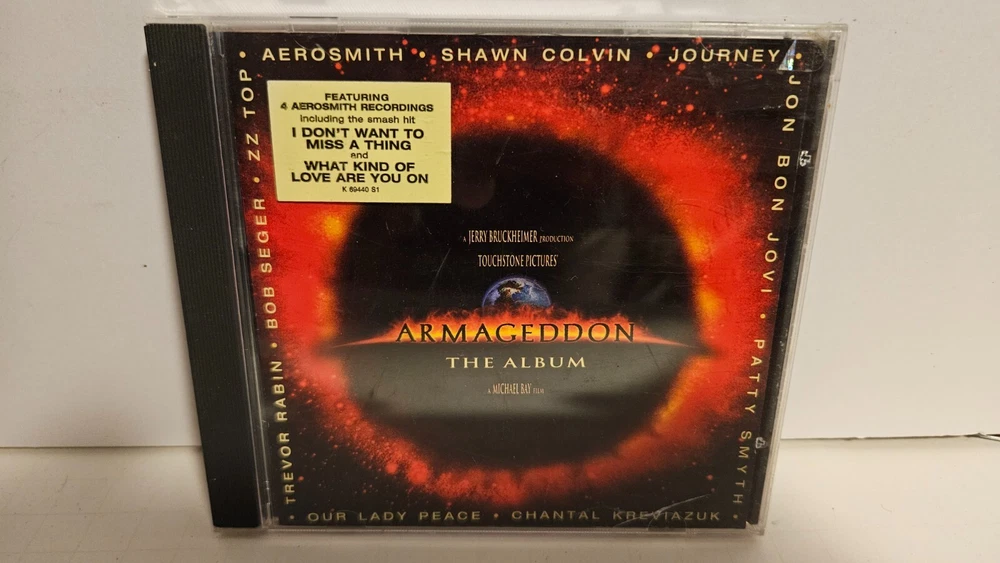 • AEROSMITH • SHAWN COLVIN • JOURNEY •
JON BON JOVI • PATTY SMYTH
• OUR LADY PEACE • CHANTAL KREVIAZUK •
TREVOR RABIN • BOB SEGER • ZZ TOP
FEATURING
4 AEROSMITH RECORDINGS
including the smash hit
I DON'T WANT TO
MISS A THING
and
WHAT KIND OF
LOVE ARE YOU ON
K 69440 S1
A JERRY BRUCKHEIMER PRODUCTION
TOUCHSTONE PICTURES
ARMAGEDDON
THE ALBUM
A MICHAEL BAY FILM